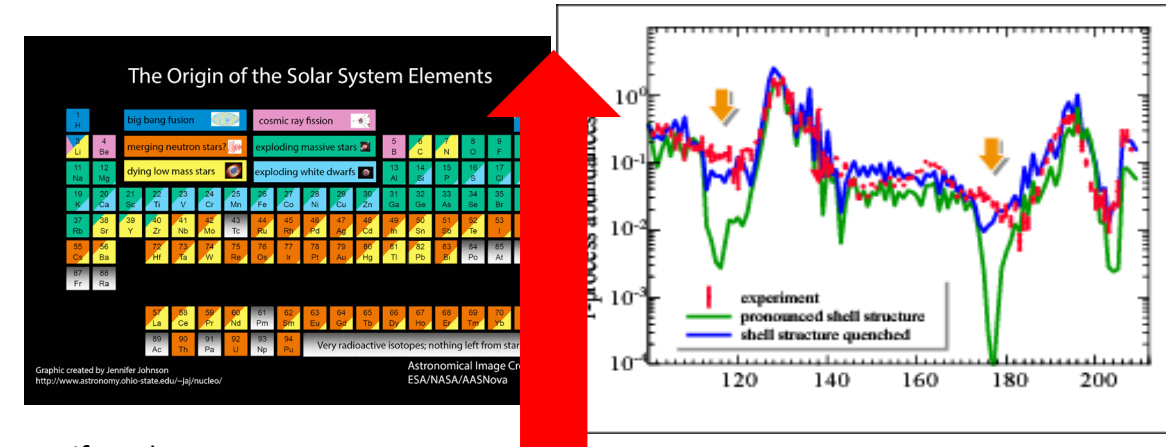 The Origin of the Solar System Elements
1
H
big bang fusion
cosmic ray fission
3
Li
4
Be
merging neutron stars?
exploding massive stars
5
B
6
C
7
N
8
O
9
F
11
Na
12
Mg
dying low mass stars
exploding white dwarfs
13
Al
14
Si
15
P
16
S
17
Cl
19 20 21 22 23 24 25 26 27 28 29 30 31 32 33 34 35
K Ca Sc Ti V Cr Mn Fe Co Ni Cu Zn Ga Ge As Se Br
37 38 39 40 41 42 43 44 45 46 47 48 49 50 51 52 53
Rb Sr Y Zr Nb Mo Tc Ru Rh Pd Ag Cd In Sn Sb Te I
55 56 72 73 74 75 76 77 78 79 80 81 82 83 84 85
Cs Ba Hf Ta W Re Os Ir Pt Au Hg Tl Pb Bi Po At
87 88
Fr Ra
57 58 59 60 61 62 63 64 65 66 67 68 69 70
La Ce Pr Nd Pm Sm Eu Gd Tb Dy Ho Er Tm Yb
89 90 91 92 93 94
Ac Th Pa U Np Pu
Very radioactive isotopes; nothing left from
Graphic created by Jennifer Johnson
http://www.astronomy.ohio-state.edu/~jaj/nucleo/
Astronomical Image
ESA/NASA/AASNova
r-process abundances
10⁰
10⁻¹
10⁻²
10⁻³
10⁻⁴
experiment
pronounced shell structure
shell structure quenched
120 140 160 180 200